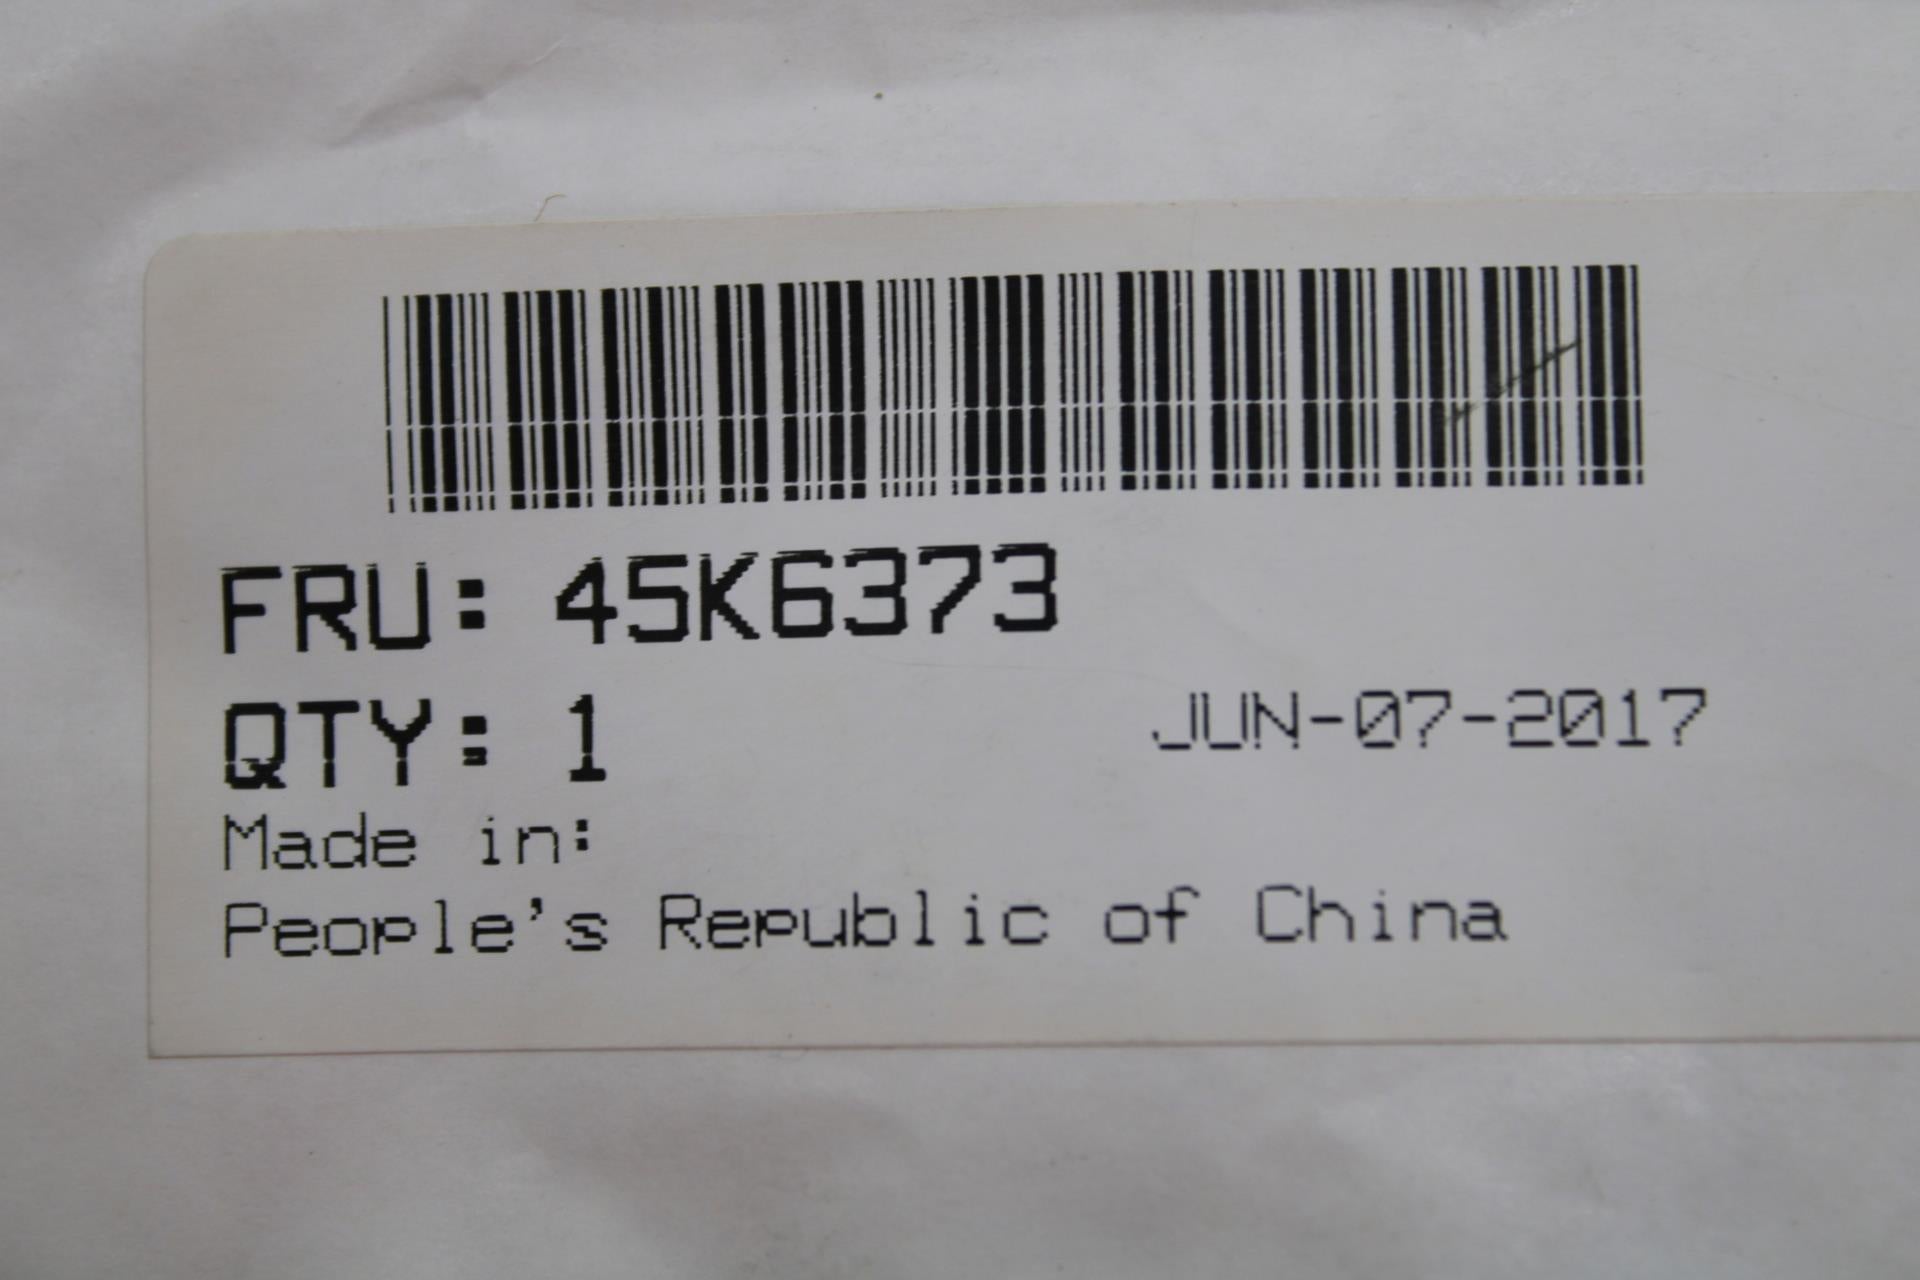 FRU: 45K6373
QTY: 1 JUN-07-2017
Made in:
People's Republic of China